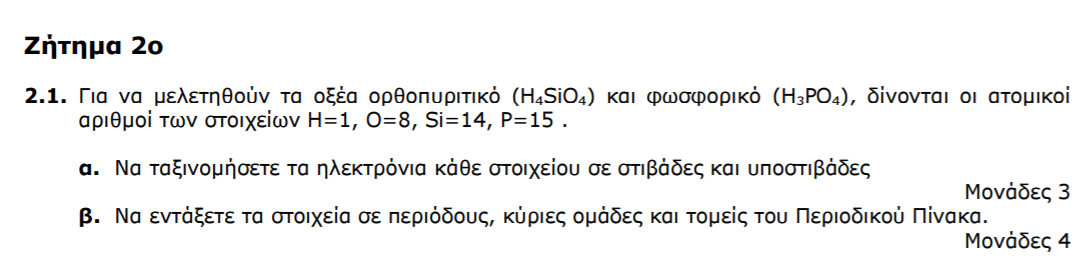 Ζήτημα 2ο
2.1. Για να μελετηθούν τα οξέα ορθοπυριτικό (H₄SiO₄) και φωσφορικό (H₃PO₄), δίνονται οι ατομικοί
αριθμοί των στοιχείων H=1, O=8, Si=14, P=15 .
α. Να ταξινομήσετε τα ηλεκτρόνια κάθε στοιχείου σε στιβάδες και υποστιβάδες
Μονάδες 3
β. Να εντάξετε τα στοιχεία σε περιόδους, κύριες ομάδες και τομείς του Περιοδικού Πίνακα.
Μονάδες 4